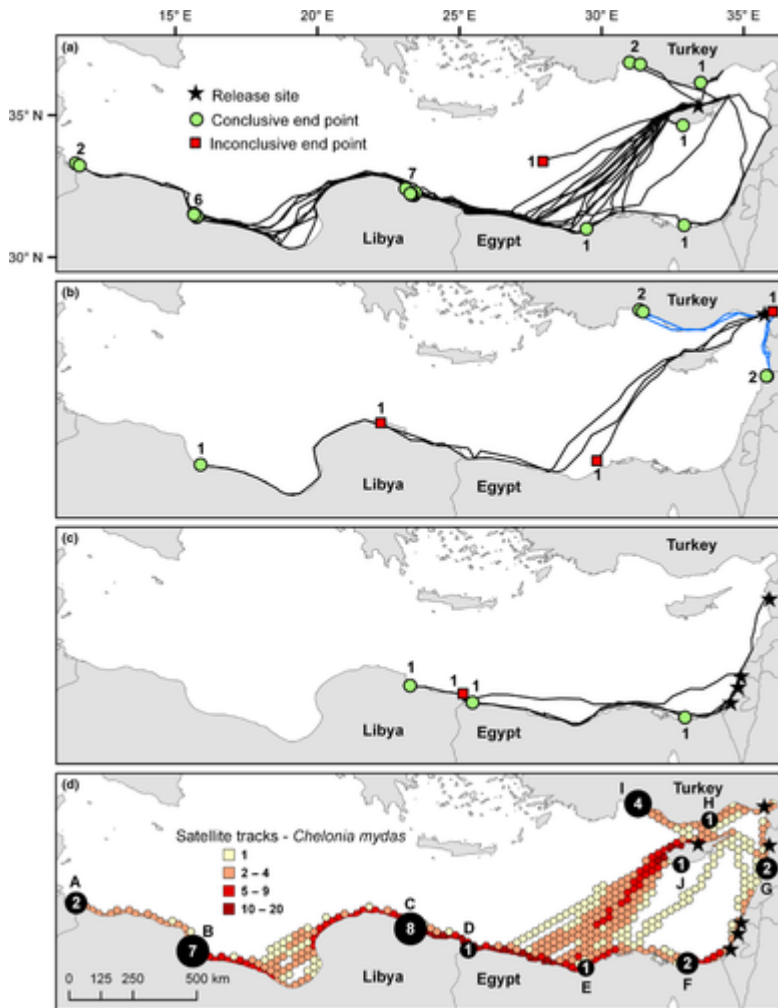 15° E 20° E 25° E 30° E 35° E
(a)
2
1
Turkey
Release site
Conclusive end point
Inconclusive end point
35° N
1
1
2
7
6
Libya
Egypt
1
1
30° N
(b)
2
Turkey
1
2
1
1
Libya
Egypt
1
(c)
Turkey
1
1
1
Libya
Egypt
1
(d)
I
Turkey
4
H
1
Satellite tracks - Chelonia mydas
1
2 – 4
5 – 9
10 – 20
J
1
2
G
A
2
B
7
C
8
D
1
E
1
F
2
Libya
Egypt
0 125 250 500 km